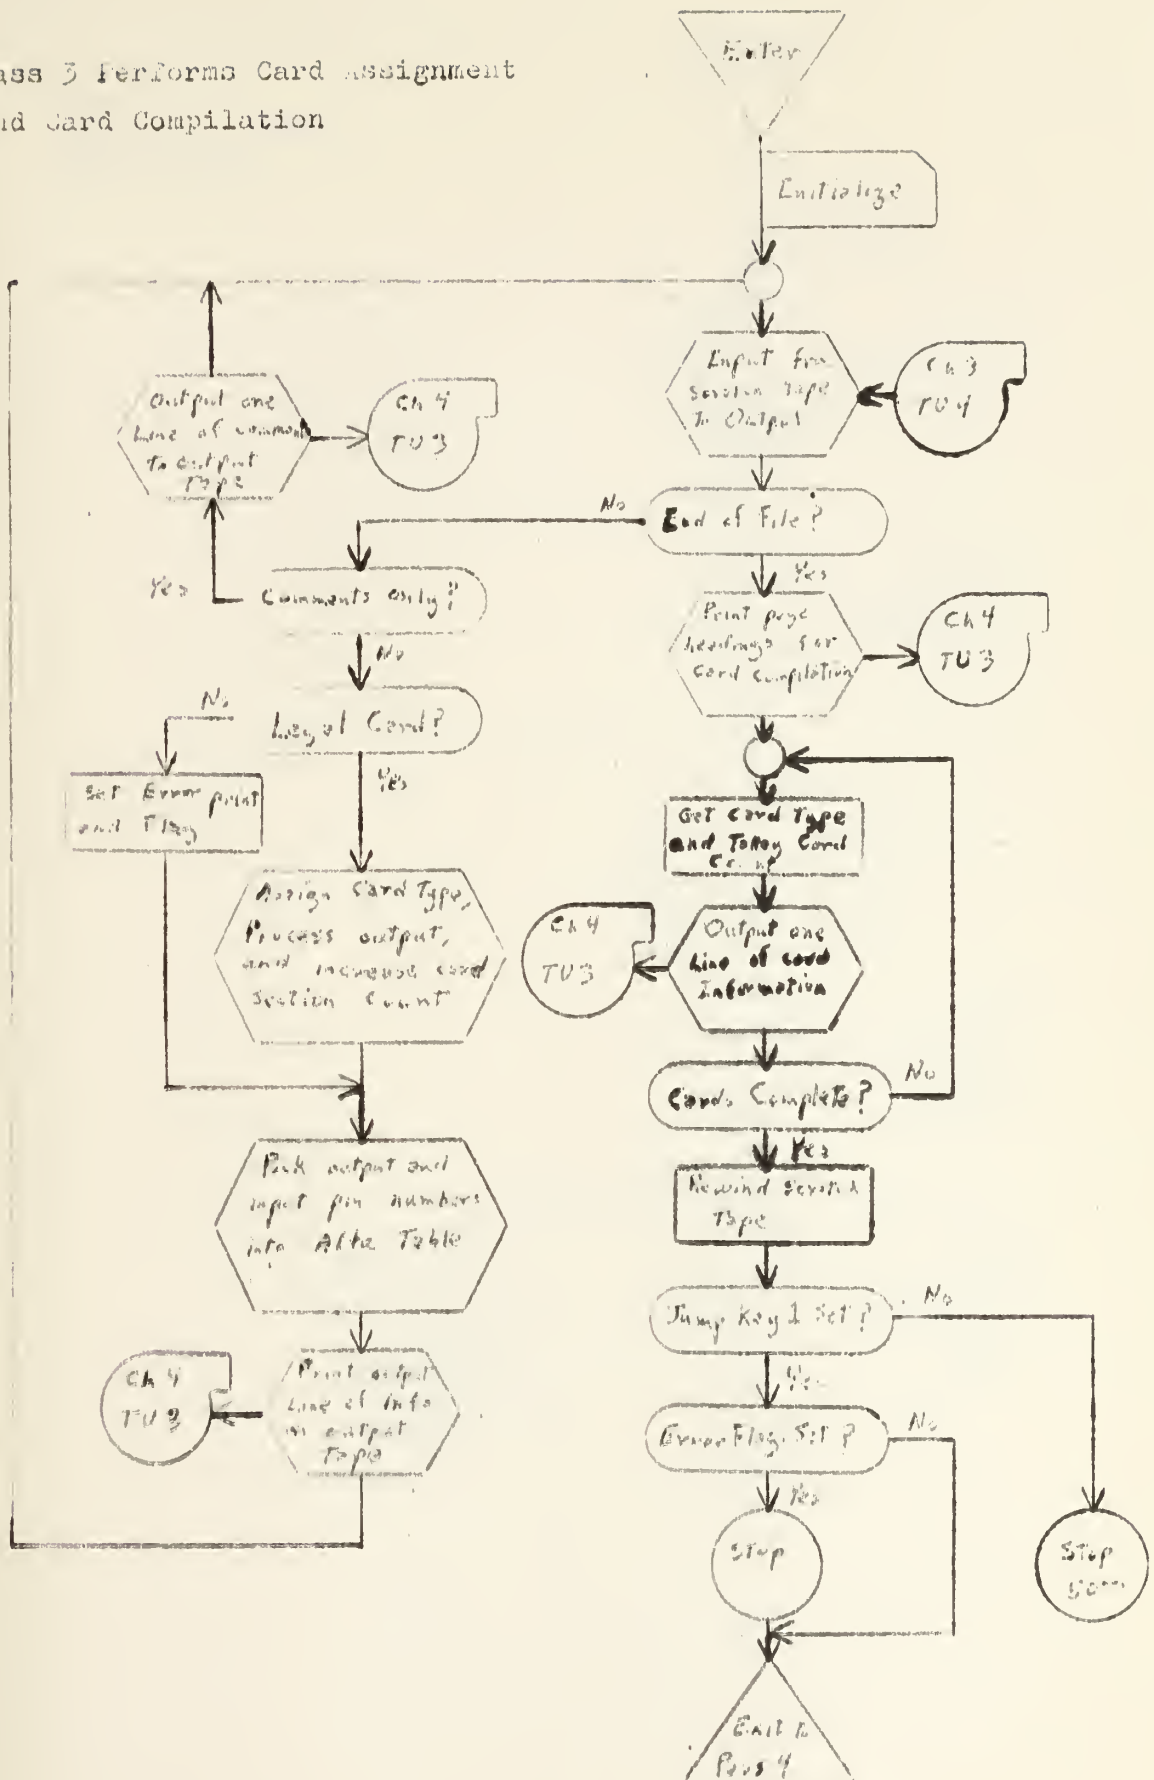 ass 3 Performs Card Assignment
nd Card Compilation
Enter
Initialize
Input from
Scratch Tape
To Output
Ch 3
TU 4
Output one
Line of comment
To output
Tape
Ch 4
TU 3
End of File?
No
Yes
Comments only?
Yes
No
Print page
headings for
Card compilation
Ch 4
TU 3
Legal Card?
No
Yes
Set Error print
and Flag
Get Card Type
and Talley Card
Count
Assign Card Type,
Process output,
and increase card
Section Count
Ch 4
TU 3
Output one
Line of card
Information
Cards Complete?
No
Yes
Pack output and
input pin numbers
into Table
Rewind Scratch
Tape
Jump Key 1 Set?
No
Yes
Print output
Line of Info
on output
Tape
Ch 4
TU 3
Error Flag Set?
No
Yes
Stop
Stop
Exit to
Pass 4